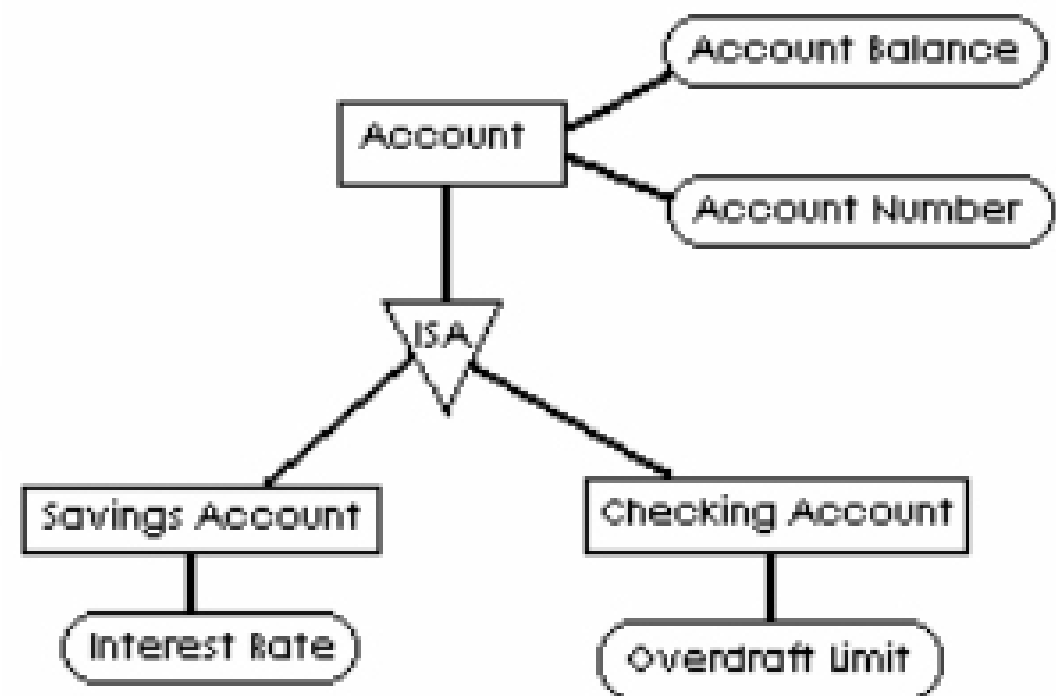 Account Balance
Account
Account Number
ISA
Savings Account
Checking Account
Interest Rate
Overdraft Limit